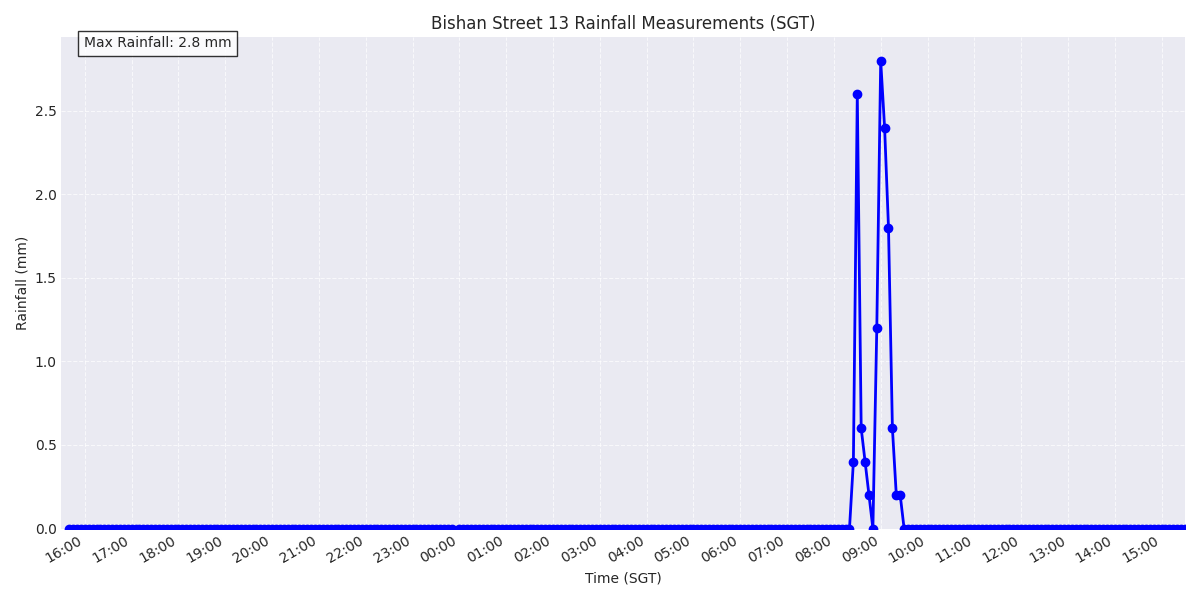 Bishan Street 13 Rainfall Measurements (SGT)
Max Rainfall: 2.8 mm
Rainfall (mm)
2.5
2.0
1.5
1.0
0.5
0.0
16:00 17:00 18:00 19:00 20:00 21:00 22:00 23:00 00:00 01:00 02:00 03:00 04:00 05:00 06:00 07:00 08:00 09:00 10:00 11:00 12:00 13:00 14:00 15:00
Time (SGT)